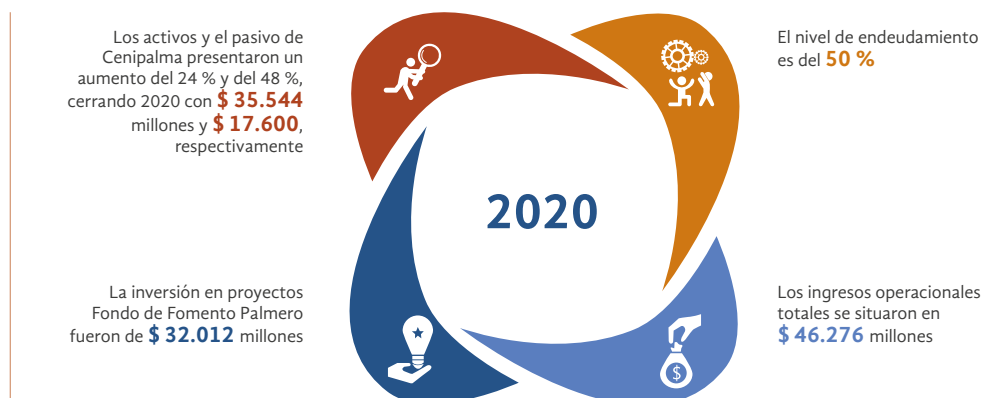 Los activos y el pasivo de
Cenipalma presentaron un
aumento del 24 % y del 48 %,
cerrando 2020 con $ 35.544
millones y $ 17.600,
respectivamente
El nivel de endeudamiento
es del 50 %
2020
La inversión en proyectos
Fondo de Fomento Palmero
fueron de $ 32.012 millones
Los ingresos operacionales
totales se situaron en
$ 46.276 millones
$